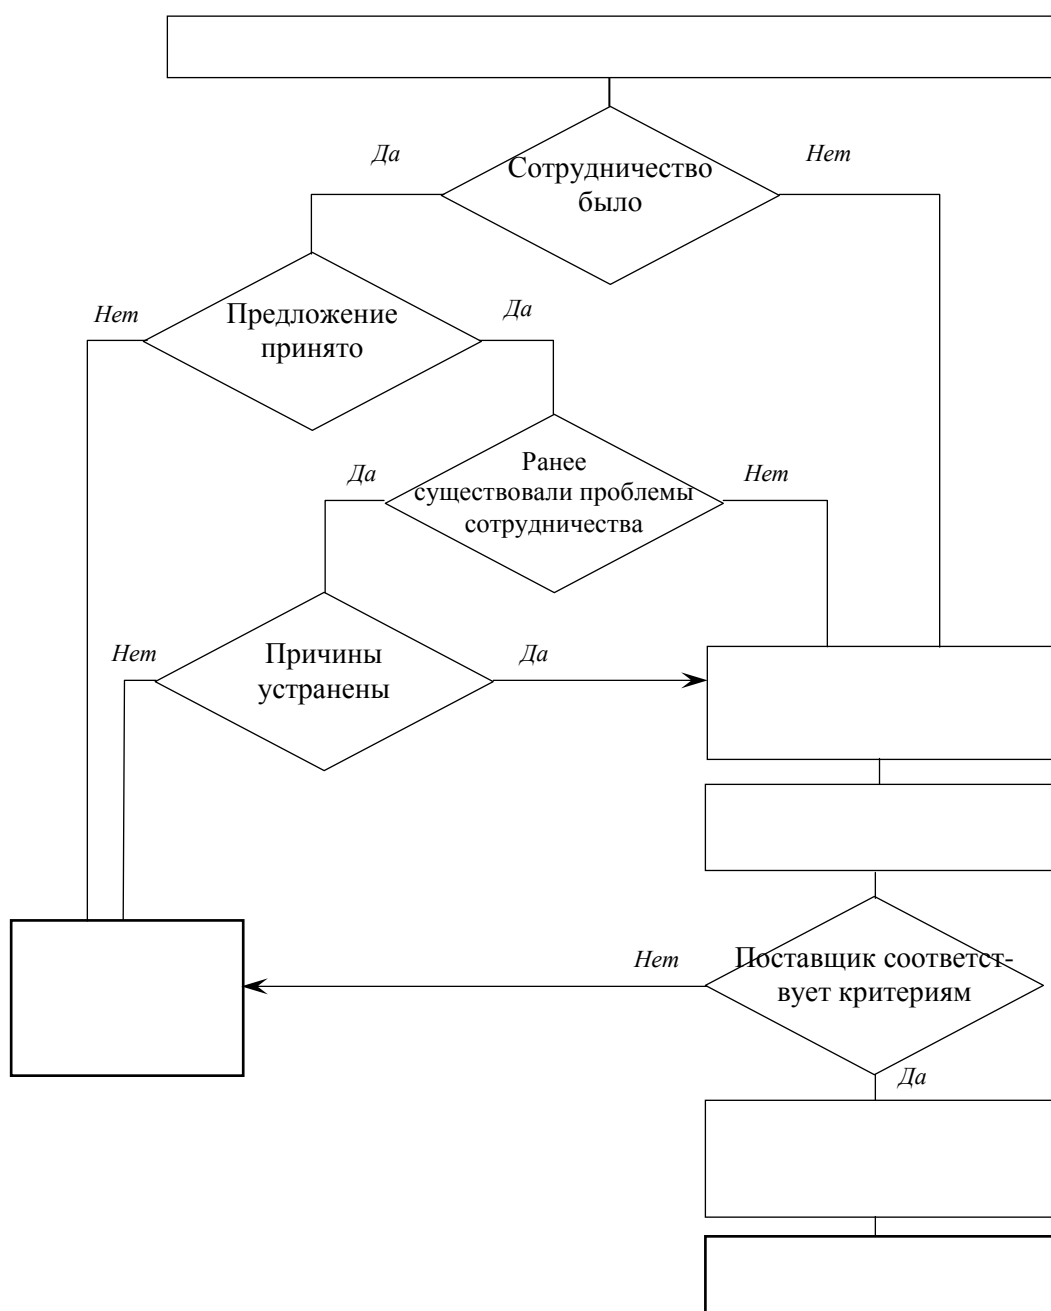 Да
Нет
Сотрудничество
было
Нет
Да
Предложение
принято
Да
Нет
Ранее
существовали проблемы
сотрудничества
Нет
Да
Причины
устранены
Нет
Поставщик соответст-
вует критериям
Да